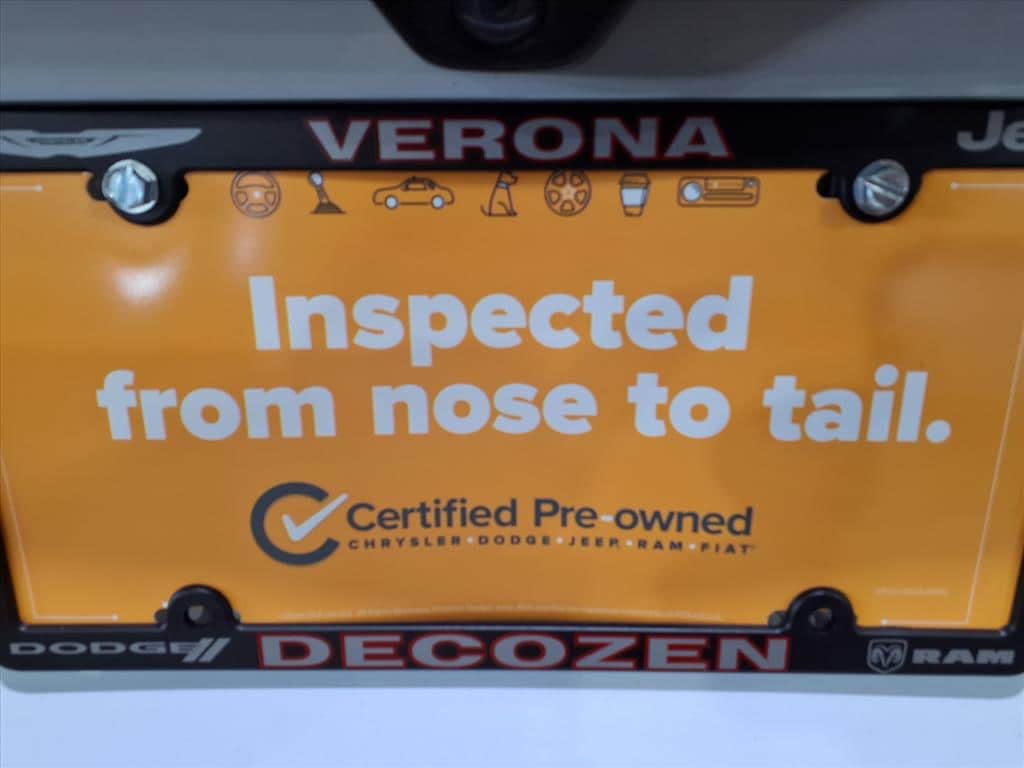 VERONA
Je
Inspected
from nose to tail.
Certified Pre-owned
CHRYSLER•DODGE•JEEP•RAM•FIAT
DODGE// DECOZEN RAM